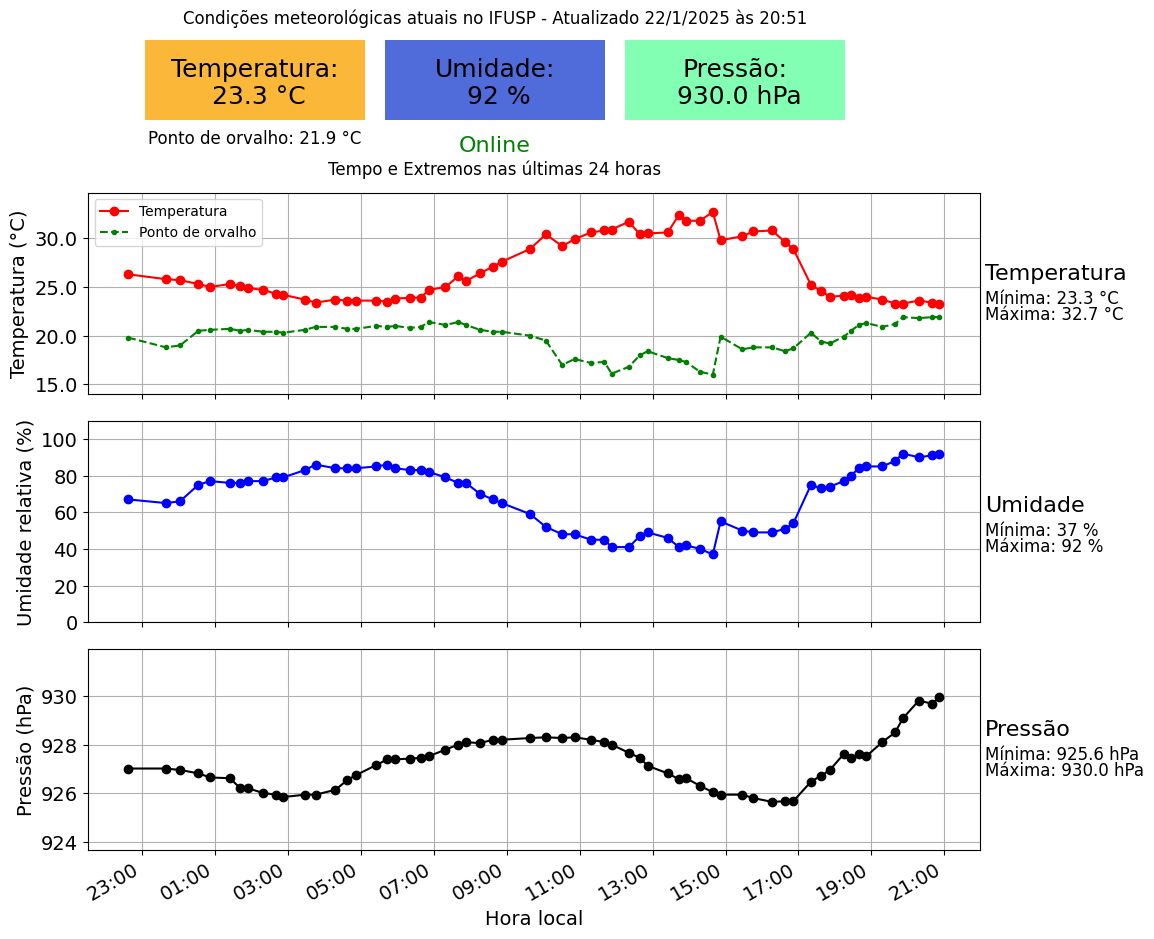 Condições meteorológicas atuais no IFUSP - Atualizado 22/1/2025 às 20:51
Temperatura:
23.3 °C
Umidade:
92 %
Pressão:
930.0 hPa
Ponto de orvalho: 21.9 °C
Online
Tempo e Extremos nas últimas 24 horas
Temperatura (°C)
30.0
25.0
20.0
15.0
Temperatura
Ponto de orvalho
Temperatura
Mínima: 23.3 °C
Máxima: 32.7 °C
Umidade relativa (%)
100
80
60
40
20
0
Umidade
Mínima: 37 %
Máxima: 92 %
Pressão (hPa)
930
928
926
924
Pressão
Mínima: 925.6 hPa
Máxima: 930.0 hPa
23:00
01:00
03:00
05:00
07:00
09:00
11:00
13:00
15:00
17:00
19:00
21:00
Hora local